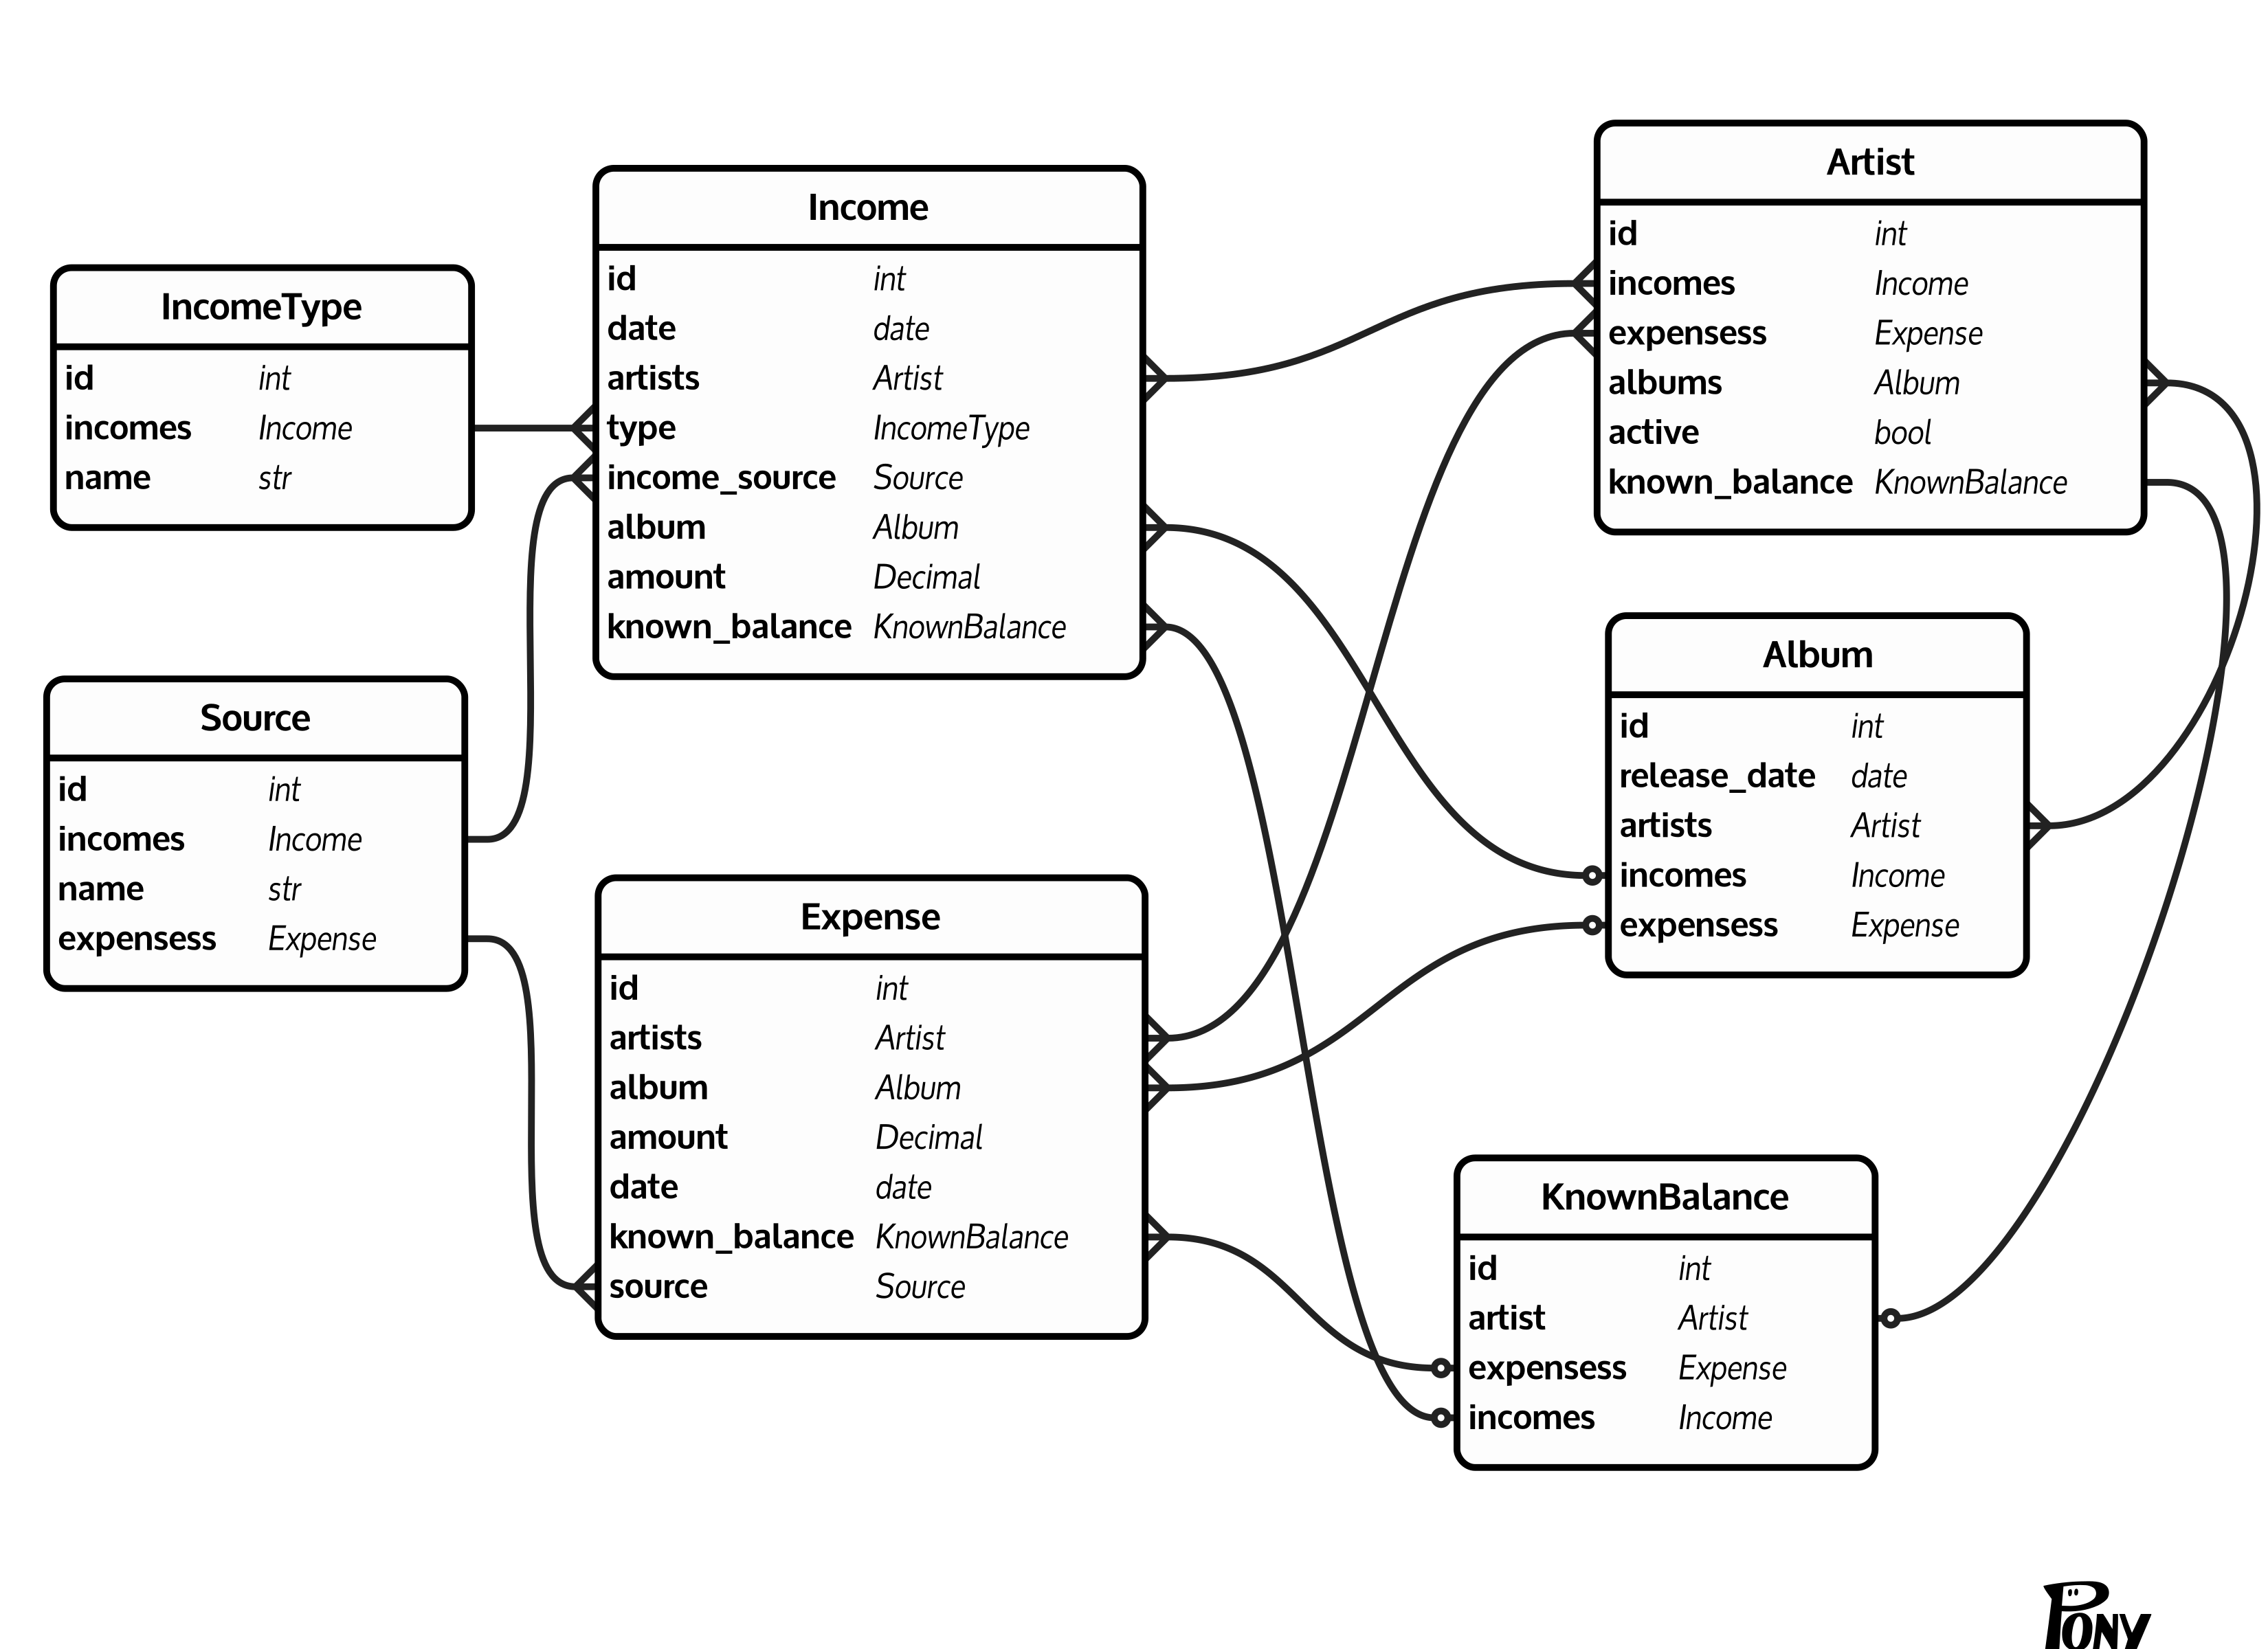 IncomeType
id int
incomes Income
name str
Source
id int
incomes Income
name str
expensess Expense
Income
id int
date date
artists Artist
type IncomeType
income_source Source
album Album
amount Decimal
known_balance KnownBalance
Expense
id int
artists Artist
album Album
amount Decimal
date date
known_balance KnownBalance
source Source
Artist
id int
incomes Income
expensess Expense
albums Album
active bool
known_balance KnownBalance
Album
id int
release_date date
artists Artist
incomes Income
expensess Expense
KnownBalance
id int
artist Artist
expensess Expense
incomes Income
PONY